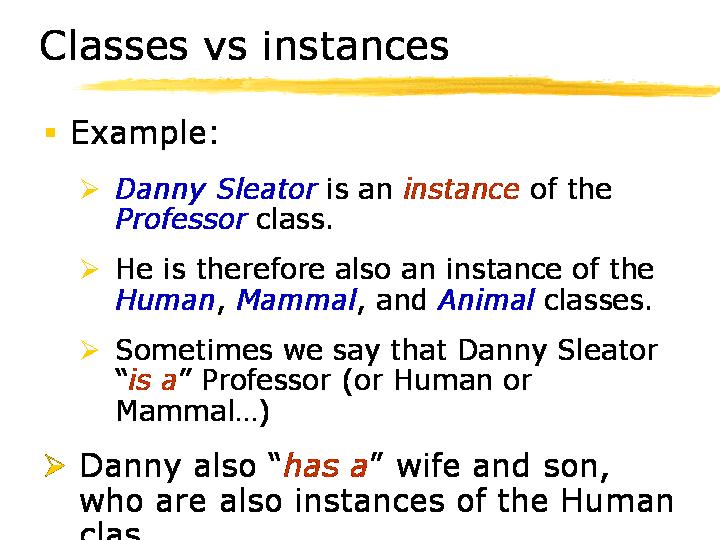 Classes vs instances
Example:
Danny Sleator is an instance of the
Professor class.
He is therefore also an instance of the
Human, Mammal, and Animal classes.
Sometimes we say that Danny Sleator
“is a” Professor (or Human or
Mammal…)
Danny also “has a” wife and son,
who are also instances of the Human
clas